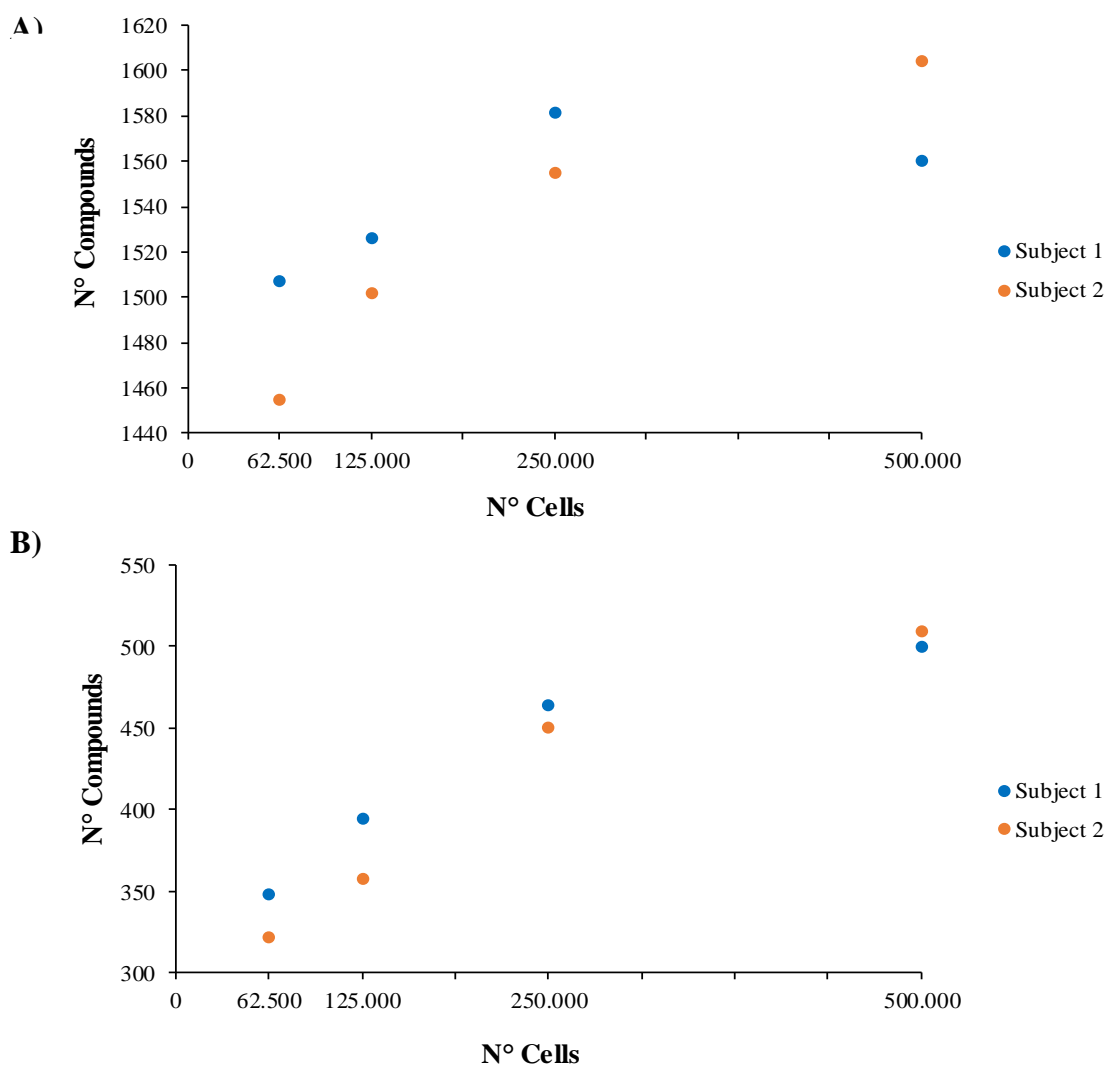 A)
1620
1600
1580
1560
1540
1520
1500
1480
1460
1440
N° Compounds
0 62.500 125.000 250.000 500.000
N° Cells
Subject 1
Subject 2
B)
550
500
450
400
350
300
N° Compounds
0 62.500 125.000 250.000 500.000
N° Cells
Subject 1
Subject 2